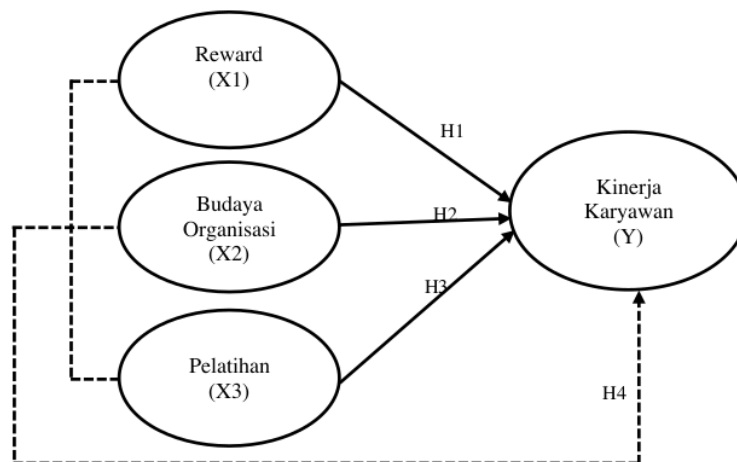 Reward
(X1)
H1
Budaya
Organisasi
(X2)
H2
Kinerja
Karyawan
(Y)
H3
Pelatihan
(X3)
H4